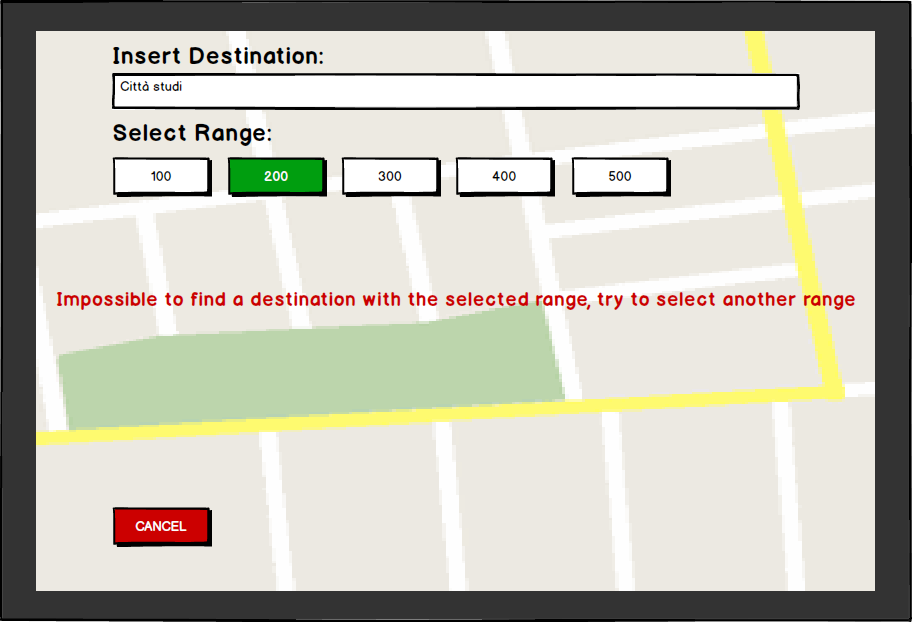 Insert Destination:
Città studi
Select Range:
100 200 300 400 500
Impossible to find a destination with the selected range, try to select another range
CANCEL